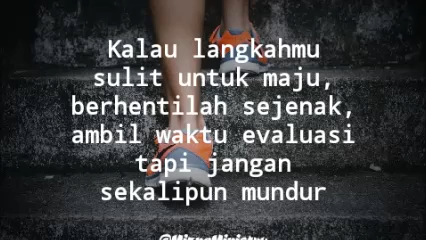 Kalau langkahmu
sulit untuk maju,
berhentilah sejenak,
ambil waktu evaluasi
tapi jangan
sekalipun mundur